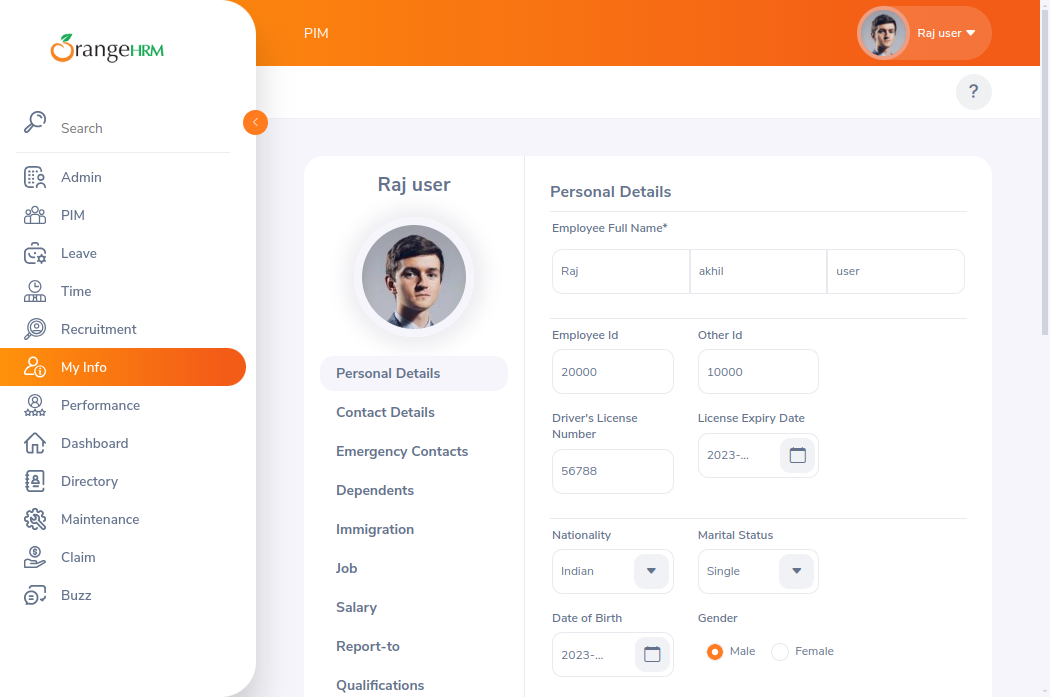 OrangeHRM
PIM
Raj user
?
Search
Admin
PIM
Leave
Time
Recruitment
My Info
Performance
Dashboard
Directory
Maintenance
Claim
Buzz
Raj user
Personal Details
Contact Details
Emergency Contacts
Dependents
Immigration
Job
Salary
Report-to
Qualifications
Personal Details
Employee Full Name*
Raj akhil user
Employee Id Other Id
20000 10000
Driver's License
Number
License Expiry Date
56788
2023-...
Nationality Marital Status
Indian Single
Date of Birth Gender
2023-... Male Female